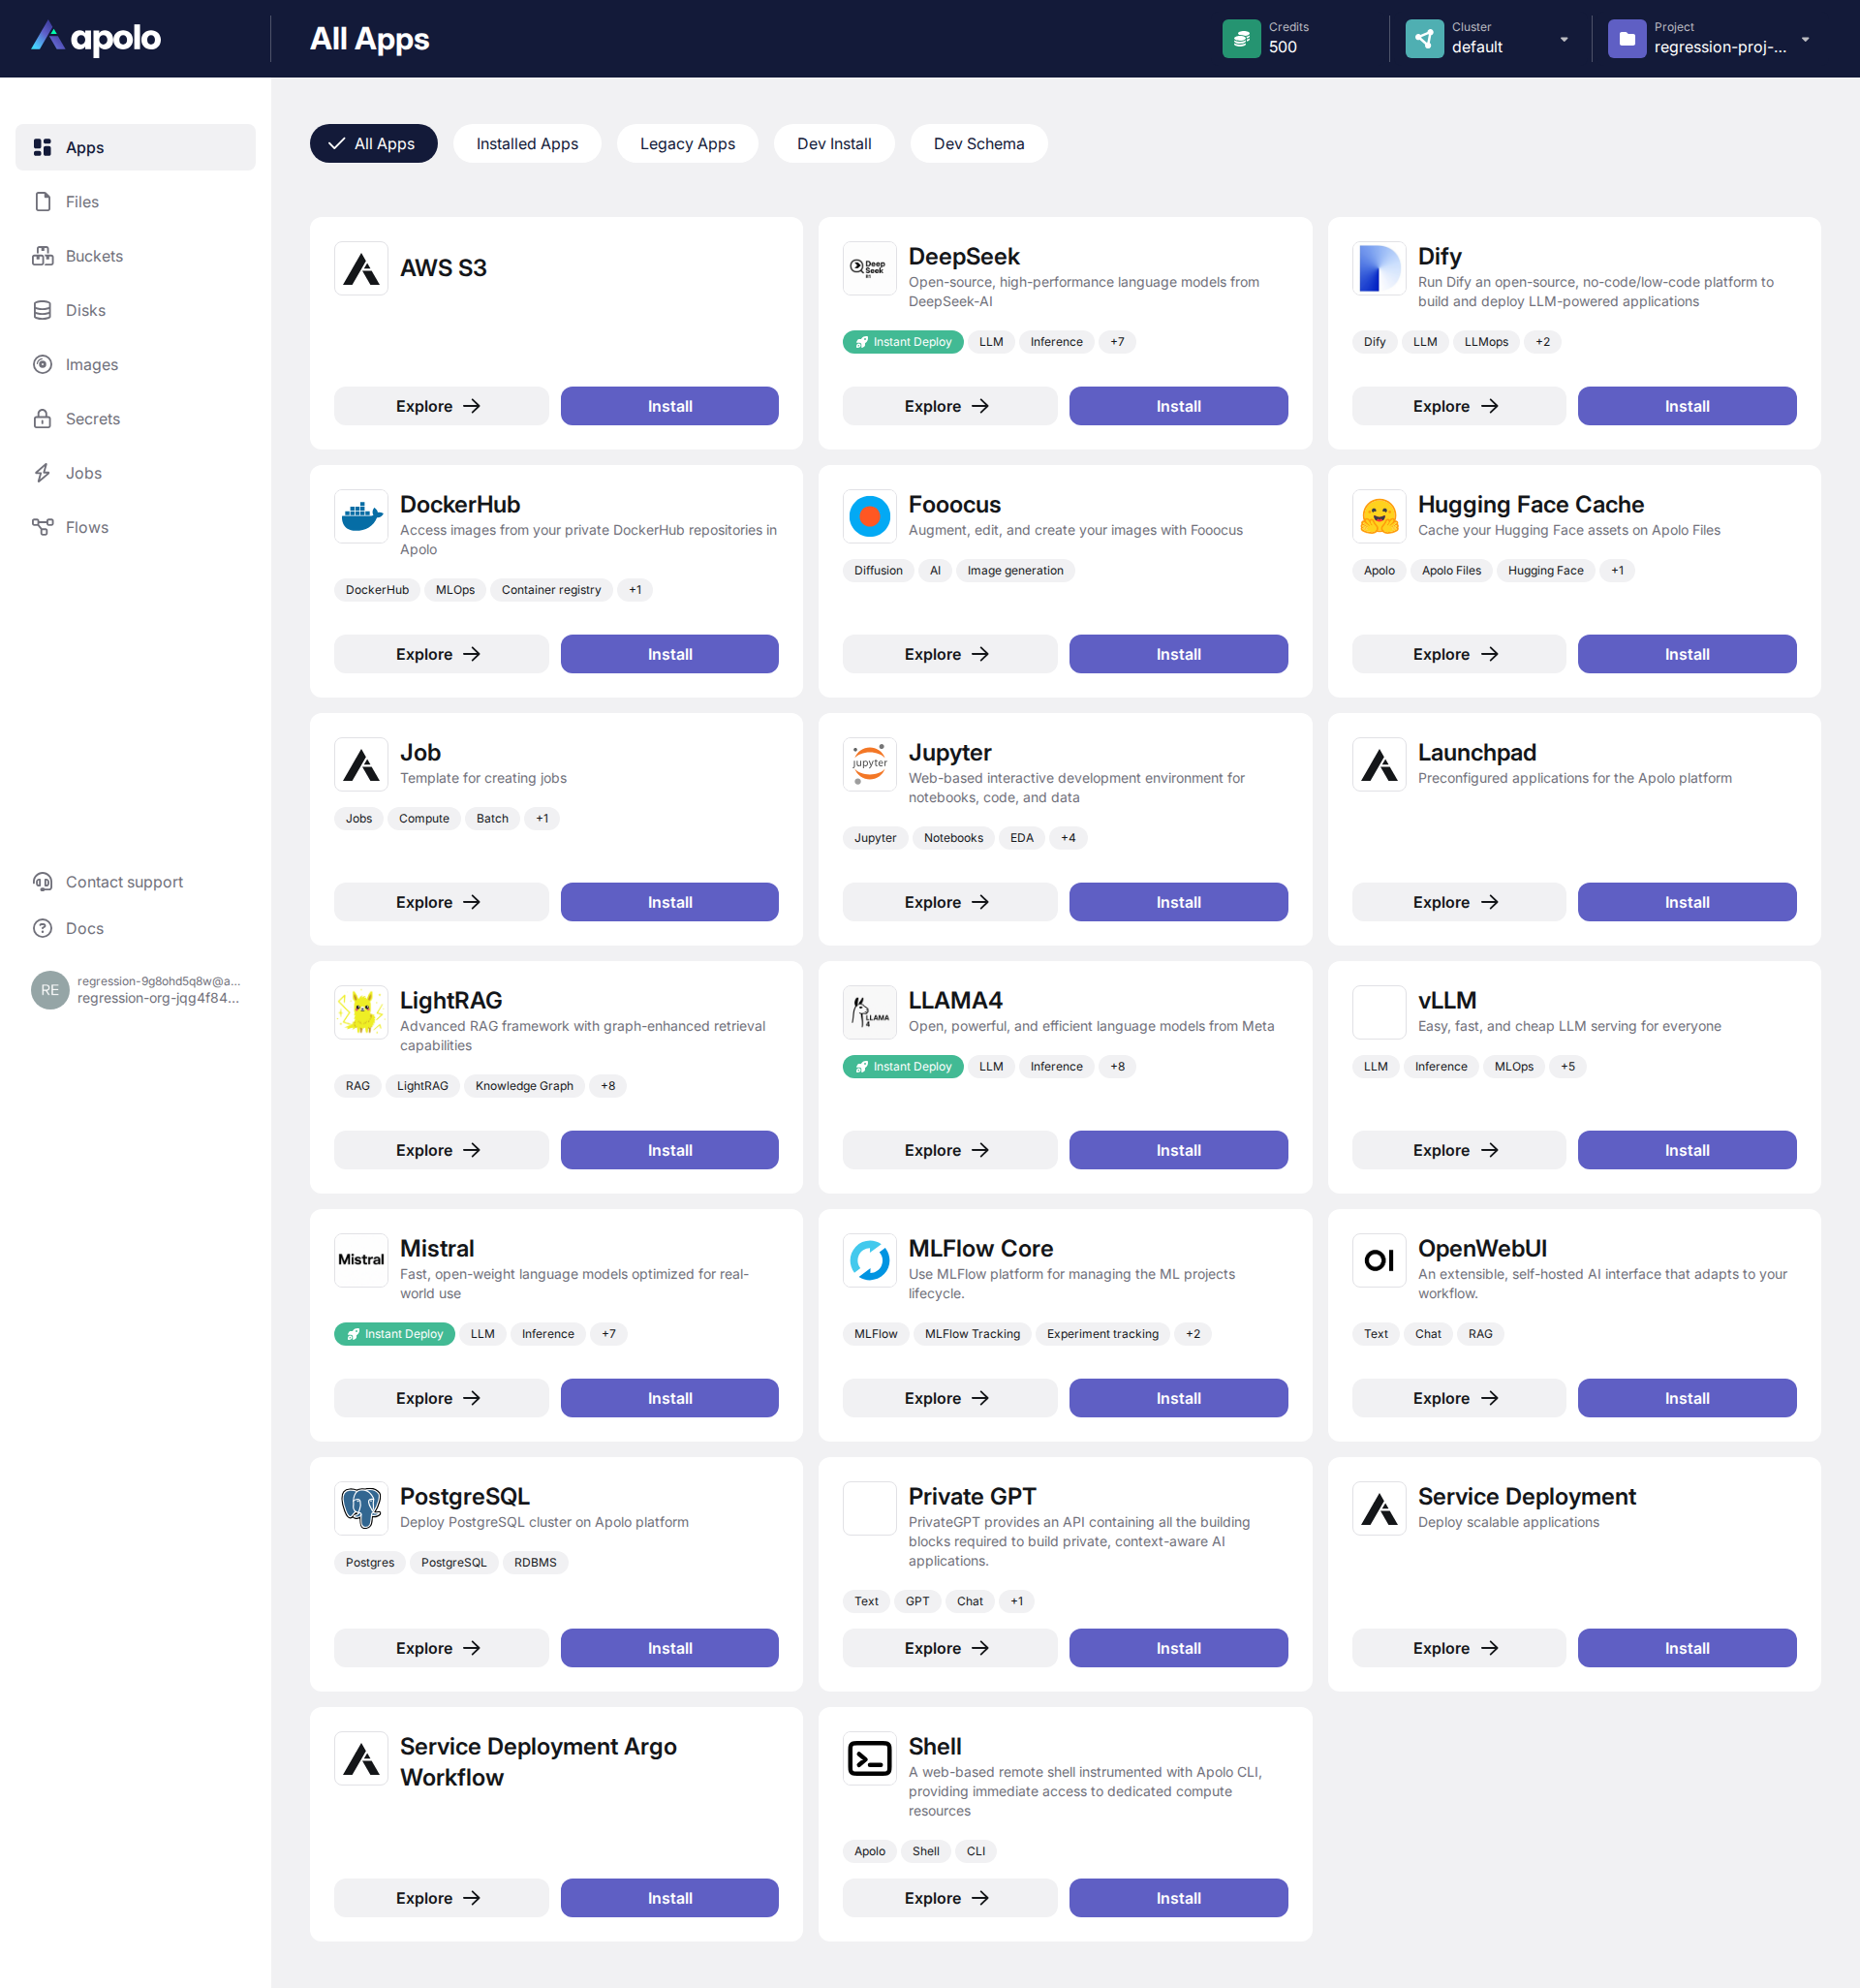 apolo
All Apps
Credits
500
Cluster
default
Project
regression-proj-...
Apps
Files
Buckets
Disks
Images
Secrets
Jobs
Flows
Contact support
Docs
RE
regression-9g8ohd5q8w@a...
regression-org-jqg4f84...
All Apps
Installed Apps
Legacy Apps
Dev Install
Dev Schema
AWS S3
Explore
Install
Deep
Seek
R1
DeepSeek
Open-source, high-performance language models from
DeepSeek-AI
Instant Deploy
LLM
Inference
+7
Explore
Install
Dify
Run Dify an open-source, no-code/low-code platform to
build and deploy LLM-powered applications
Dify
LLM
LLMops
+2
Explore
Install
DockerHub
Access images from your private DockerHub repositories in
Apolo
DockerHub
MLOps
Container registry
+1
Explore
Install
Fooocus
Augment, edit, and create your images with Fooocus
Diffusion
AI
Image generation
Explore
Install
Hugging Face Cache
Cache your Hugging Face assets on Apolo Files
Apolo
Apolo Files
Hugging Face
+1
Explore
Install
Job
Template for creating jobs
Jobs
Compute
Batch
+1
Explore
Install
jupyter
Jupyter
Web-based interactive development environment for
notebooks, code, and data
Jupyter
Notebooks
EDA
+4
Explore
Install
Launchpad
Preconfigured applications for the Apolo platform
Explore
Install
LightRAG
Advanced RAG framework with graph-enhanced retrieval
capabilities
RAG
LightRAG
Knowledge Graph
+8
Explore
Install
LLAMA
4
LLAMA4
Open, powerful, and efficient language models from Meta
Instant Deploy
LLM
Inference
+8
Explore
Install
vLLM
Easy, fast, and cheap LLM serving for everyone
LLM
Inference
MLOps
+5
Explore
Install
Mistral
Mistral
Fast, open-weight language models optimized for real-
world use
Instant Deploy
LLM
Inference
+7
Explore
Install
MLFlow Core
Use MLFlow platform for managing the ML projects
lifecycle.
MLFlow
MLFlow Tracking
Experiment tracking
+2
Explore
Install
OI
OpenWebUI
An extensible, self-hosted AI interface that adapts to your
workflow.
Text
Chat
RAG
Explore
Install
PostgreSQL
Deploy PostgreSQL cluster on Apolo platform
Postgres
PostgreSQL
RDBMS
Explore
Install
Private GPT
PrivateGPT provides an API containing all the building
blocks required to build private, context-aware AI
applications.
Text
GPT
Chat
+1
Explore
Install
Service Deployment
Deploy scalable applications
Explore
Install
Service Deployment Argo
Workflow
Explore
Install
Shell
A web-based remote shell instrumented with Apolo CLI,
providing immediate access to dedicated compute
resources
Apolo
Shell
CLI
Explore
Install